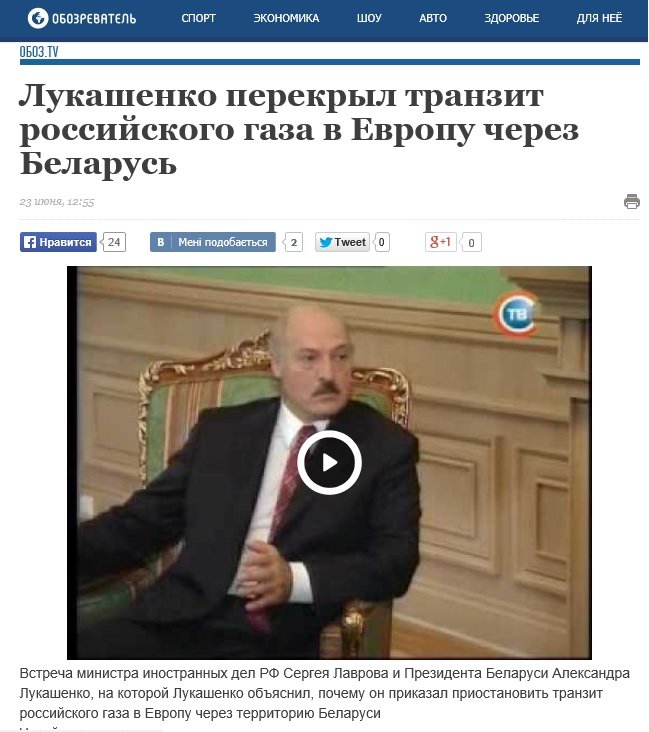 ОБОЗРЕВАТЕЛЬ СПОРТ ЭКОНОМИКА ШОУ АВТО ЗДОРОВЬЕ ДЛЯ НЕЁ
ОБОЗ.TV
Лукашенко перекрыл транзит
российского газа в Европу через
Беларусь
23 июня, 12:55
Нравится 24 B Мені подобається 2 Tweet 0 g+1 0
ТВ
Встреча министра иностранных дел РФ Сергея Лаврова и Президента Беларуси Александра
Лукашенко, на которой Лукашенко объяснил, почему он приказал приостановить транзит
российского газа в Европу через территорию Беларуси